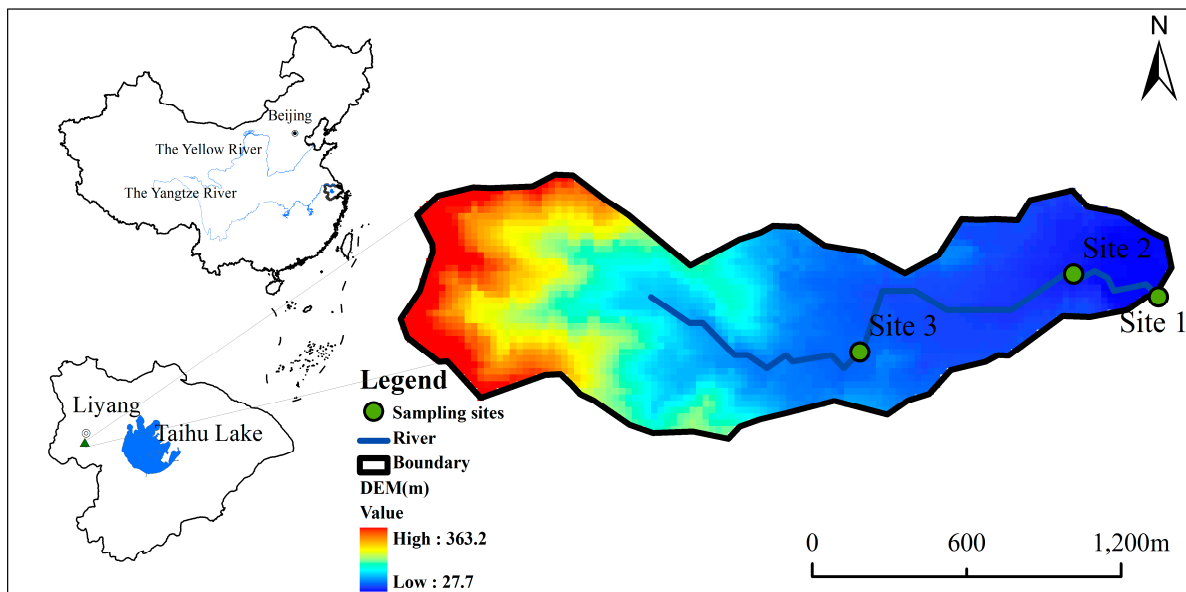 N
Beijing
The Yellow River
The Yangtze River
Site 2
Site 1
Site 3
Liyang
Taihu Lake
Legend
Sampling sites
River
Boundary
DEM(m)
Value
High : 363.2
Low : 27.7
0 600 1,200m